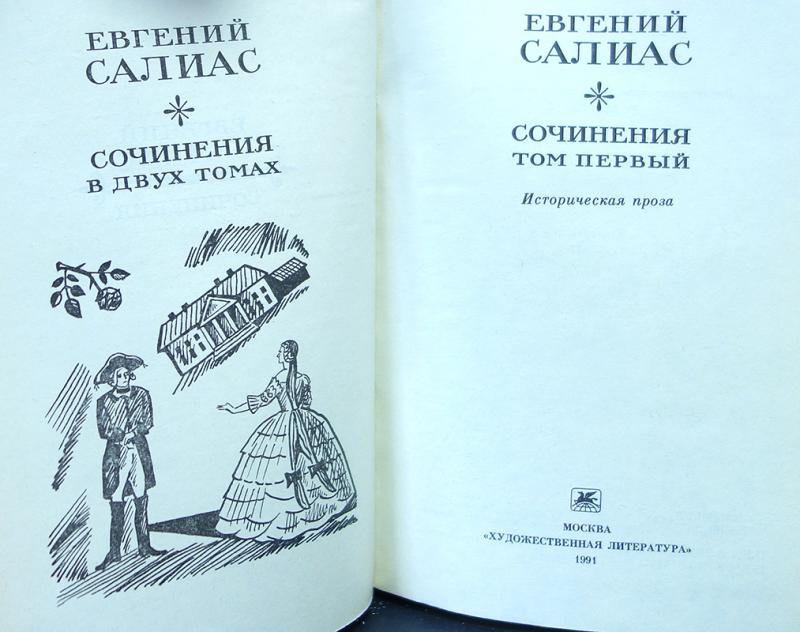 ЕВГЕНИЙ
САЛИАС
СОЧИНЕНИЯ
В ДВУХ ТОМАХ
ЕВГЕНИЙ
САЛИАС
СОЧИНЕНИЯ
ТОМ ПЕРВЫЙ
Историческая проза
МОСКВА
«ХУДОЖЕСТВЕННАЯ ЛИТЕРАТУРА»
1991